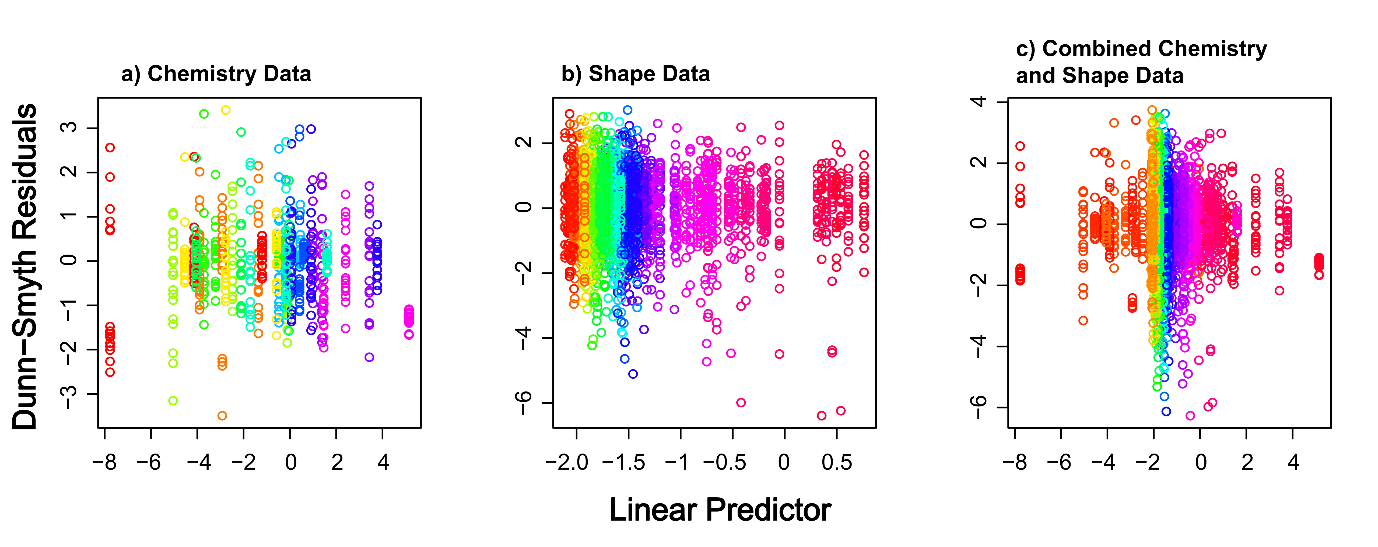 a) Chemistry Data
b) Shape Data
c) Combined Chemistry
and Shape Data
Dunn−Smyth Residuals
3
2
1
0
−1
−2
−3
−8 −6 −4 −2 0 2 4
2
0
−2
−4
−6
−2.0 −1.5 −1 −0.5 0 0.5
4
2
0
−2
−4
−6
−8 −6 −4 −2 0 2 4
Linear Predictor